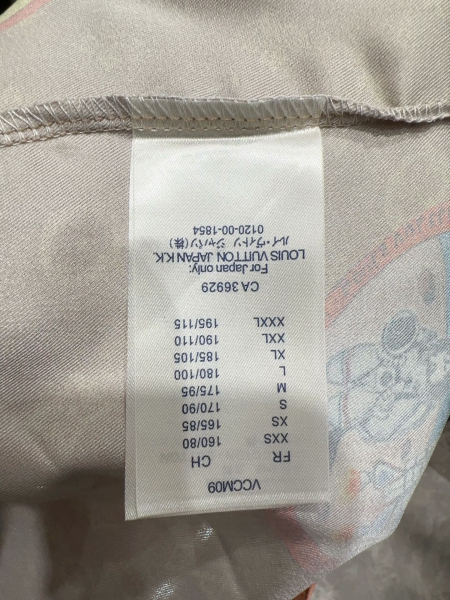 VCCM09
FR CH
XXS 160/80
XS 165/85
S 170/90
M 175/95
L 180/100
XL 185/105
XXL 190/110
XXXL 195/115
CA 36929
For Japan only:
LOUIS VUITTON JAPAN K.K.
ルイ・ヴィトン ジャパン(株)
0120-00-1854